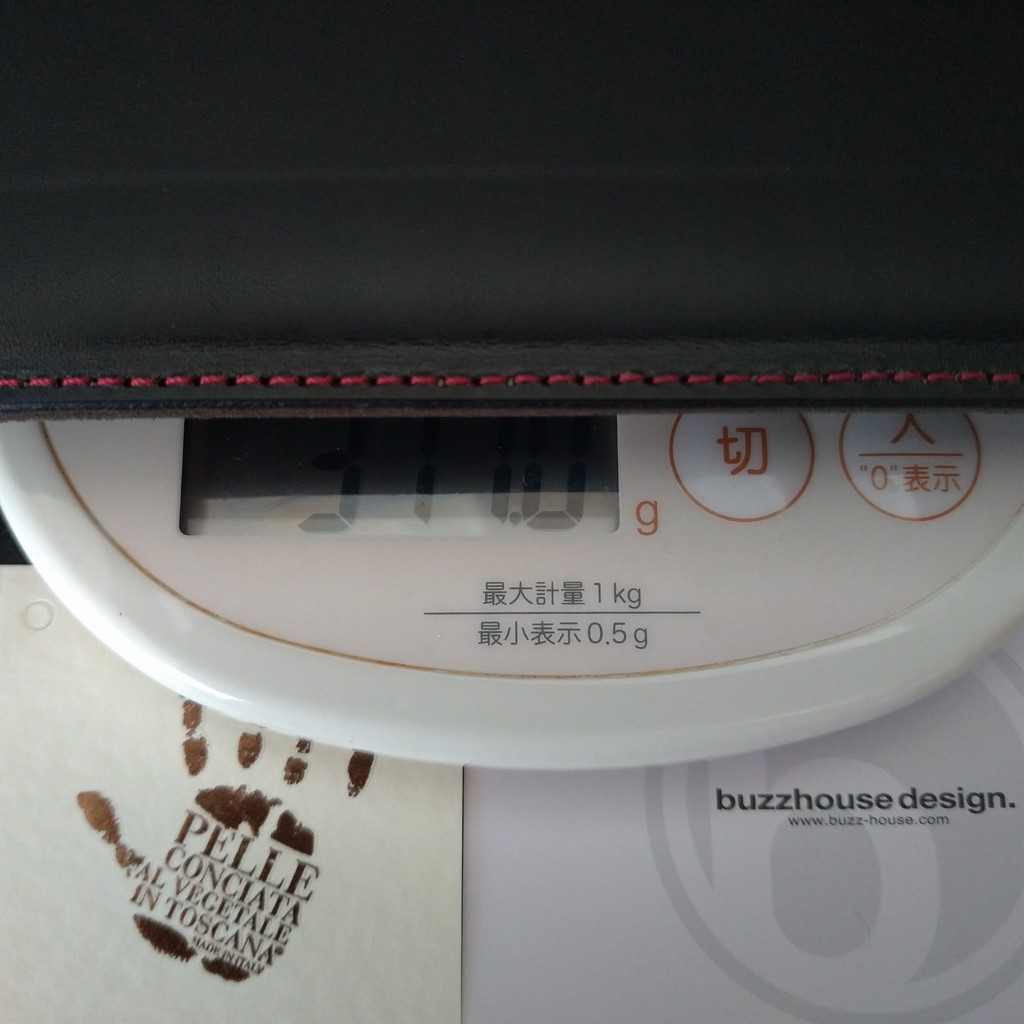 g
切
入
"0"表示
最大計量 1 kg
最小表示 0.5 g
PELLE
CONCIATA
AL VEGETALE
IN TOSCANA®
MADE IN ITALY
buzzhouse design.
www.buzz-house.com